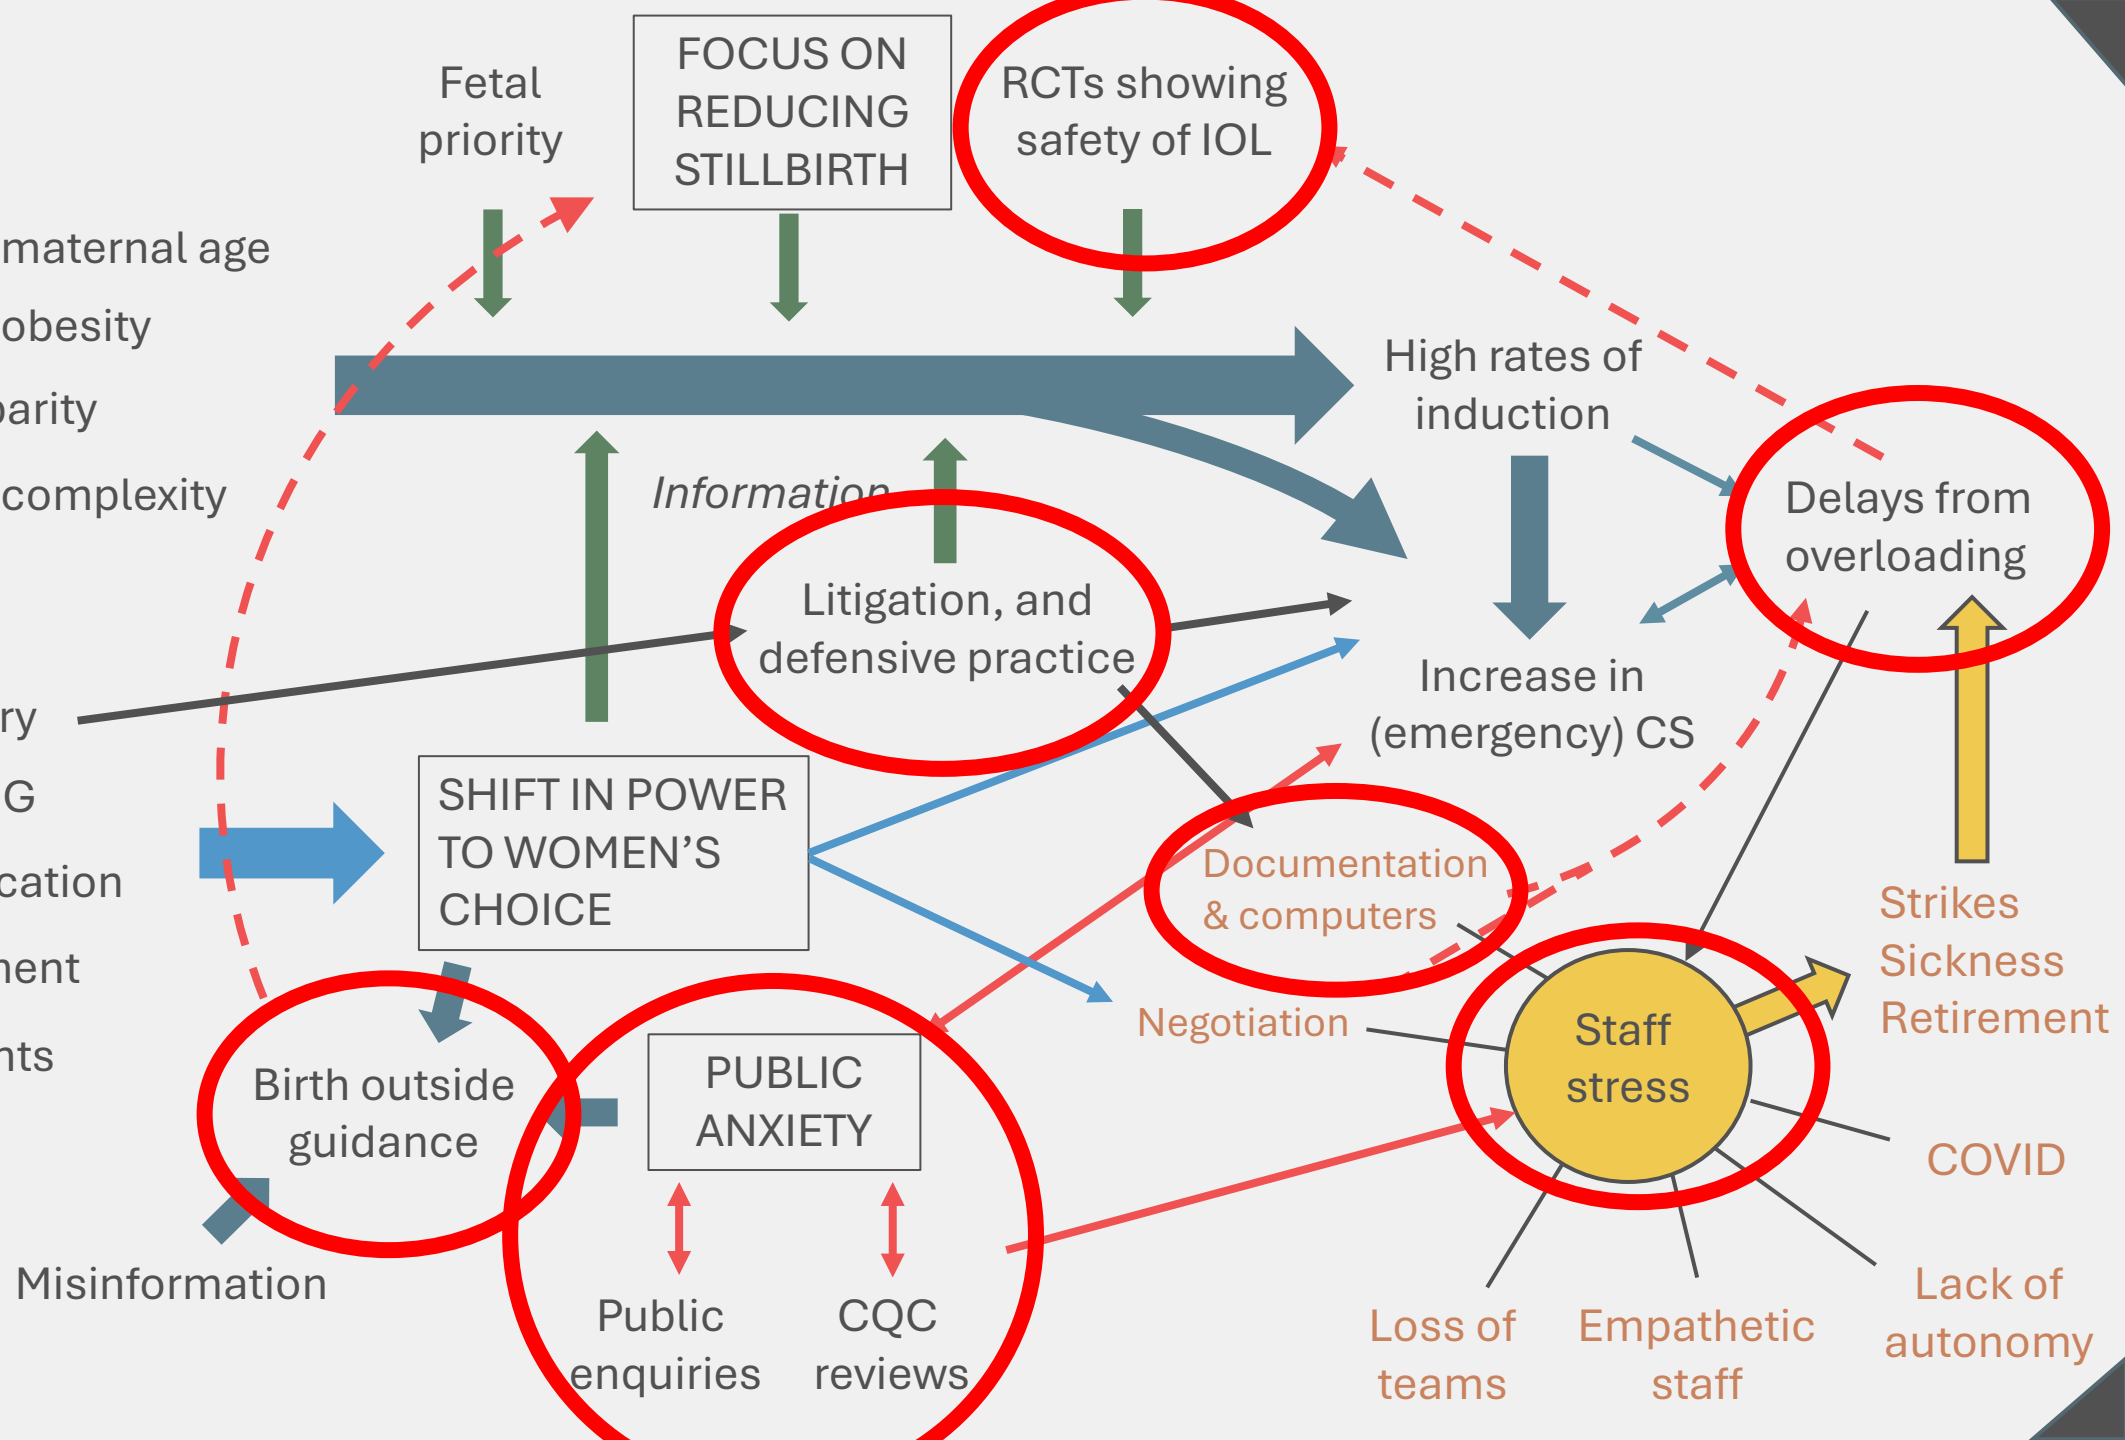 Fetal
priority
FOCUS ON
REDUCING
STILLBIRTH
RCTs showing
safety of IOL
maternal age
obesity
parity
complexity
High rates of
induction
Information
Delays from
overloading
Litigation, and
defensive practice
Increase in
(emergency) CS
ry
G
cation
ment
nts
SHIFT IN POWER
TO WOMEN’S
CHOICE
Documentation
& computers
Negotiation
Strikes
Sickness
Retirement
Staff
stress
Birth outside
guidance
PUBLIC
ANXIETY
COVID
Misinformation
Public
enquiries
CQC
reviews
Loss of
teams
Empathetic
staff
Lack of
autonomy